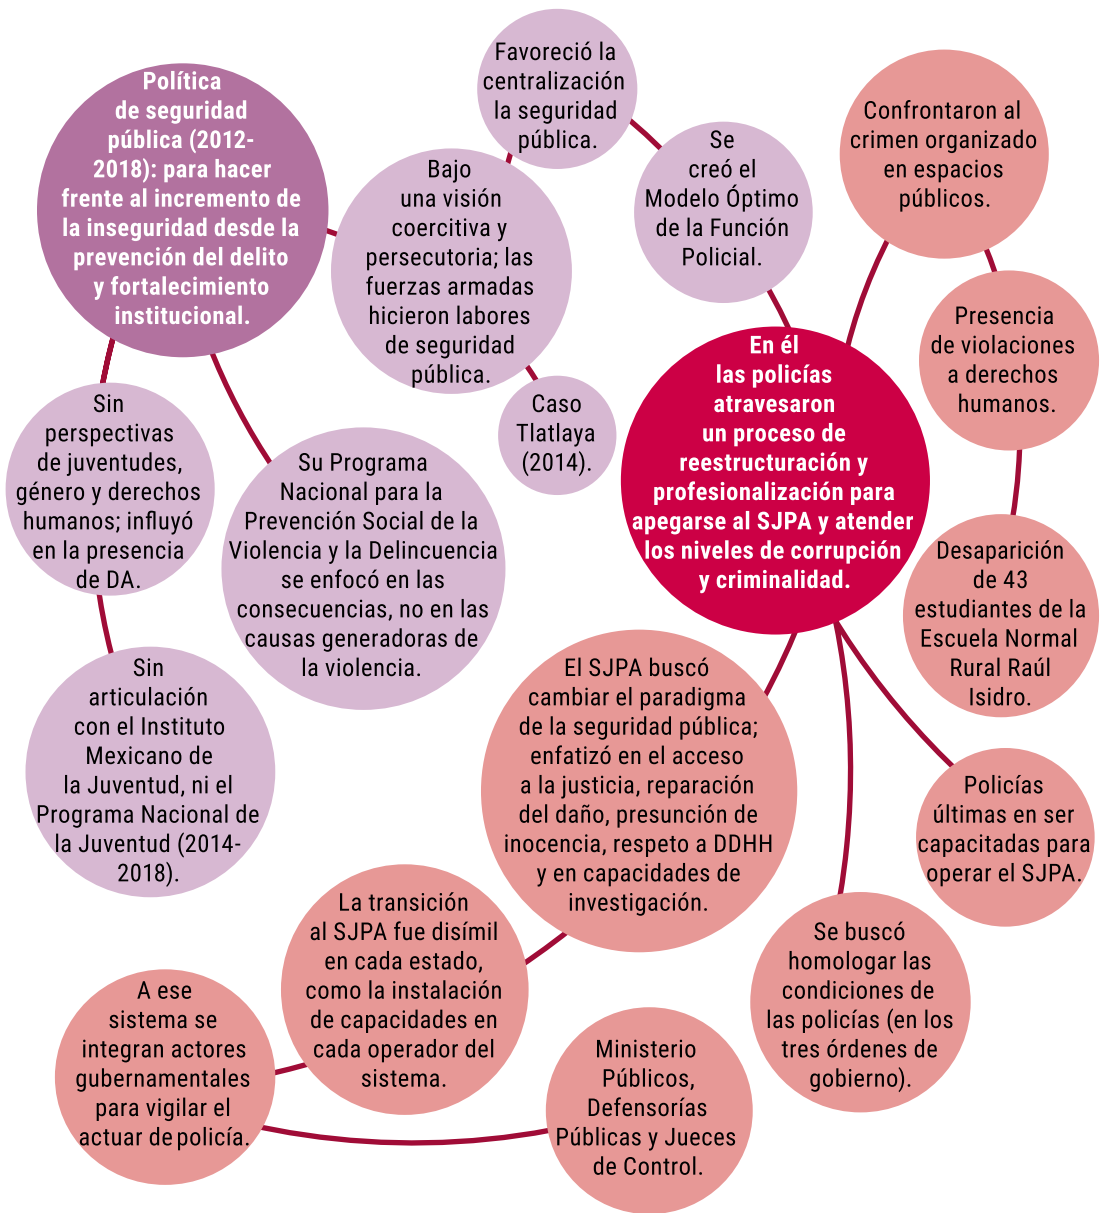 Política
de seguridad
pública (2012-
2018): para hacer
frente al incremento de
la inseguridad desde la
prevención del delito
y fortalecimiento
institucional.
Favoreció la
centralización
la seguridad
pública.
Bajo
una visión
coercitiva y
persecutoria; las
fuerzas armadas
hicieron labores
de seguridad
pública.
Se
creó el
Modelo Óptimo
de la Función
Policial.
Confrontaron al
crimen organizado
en espacios
públicos.
Presencia
de violaciones
a derechos
humanos.
Caso
Tlatlaya
(2014).
En él
las policías
atravesaron
un proceso de
reestructuración y
profesionalización para
apegarse al SJPA y atender
los niveles de corrupción
y criminalidad.
Sin
perspectivas
de juventudes,
género y derechos
humanos; influyó
en la presencia
de DA.
Su Programa
Nacional para la
Prevención Social de la
Violencia y la Delincuencia
se enfocó en las
consecuencias, no en las
causas generadoras de
la violencia.
Desaparición
de 43
estudiantes de la
Escuela Normal
Rural Raúl
Isidro.
Sin
articulación
con el Instituto
Mexicano de
la Juventud, ni el
Programa Nacional de
la Juventud (2014-
2018).
El SJPA buscó
cambiar el paradigma
de la seguridad pública;
enfatizó en el acceso
a la justicia, reparación
del daño, presunción de
inocencia, respeto a DDHH
y en capacidades de
investigación.
Policías
últimas en ser
capacitadas para
operar el SJPA.
La transición
al SJPA fue disímil
en cada estado,
como la instalación
de capacidades en
cada operador del
sistema.
Se buscó
homologar las
condiciones de
las policías (en los
tres órdenes de
gobierno).
A ese
sistema se
integran actores
gubernamentales
para vigilar el
actuar de policía.
Ministerio
Públicos,
Defensorías
Públicas y Jueces
de Control.